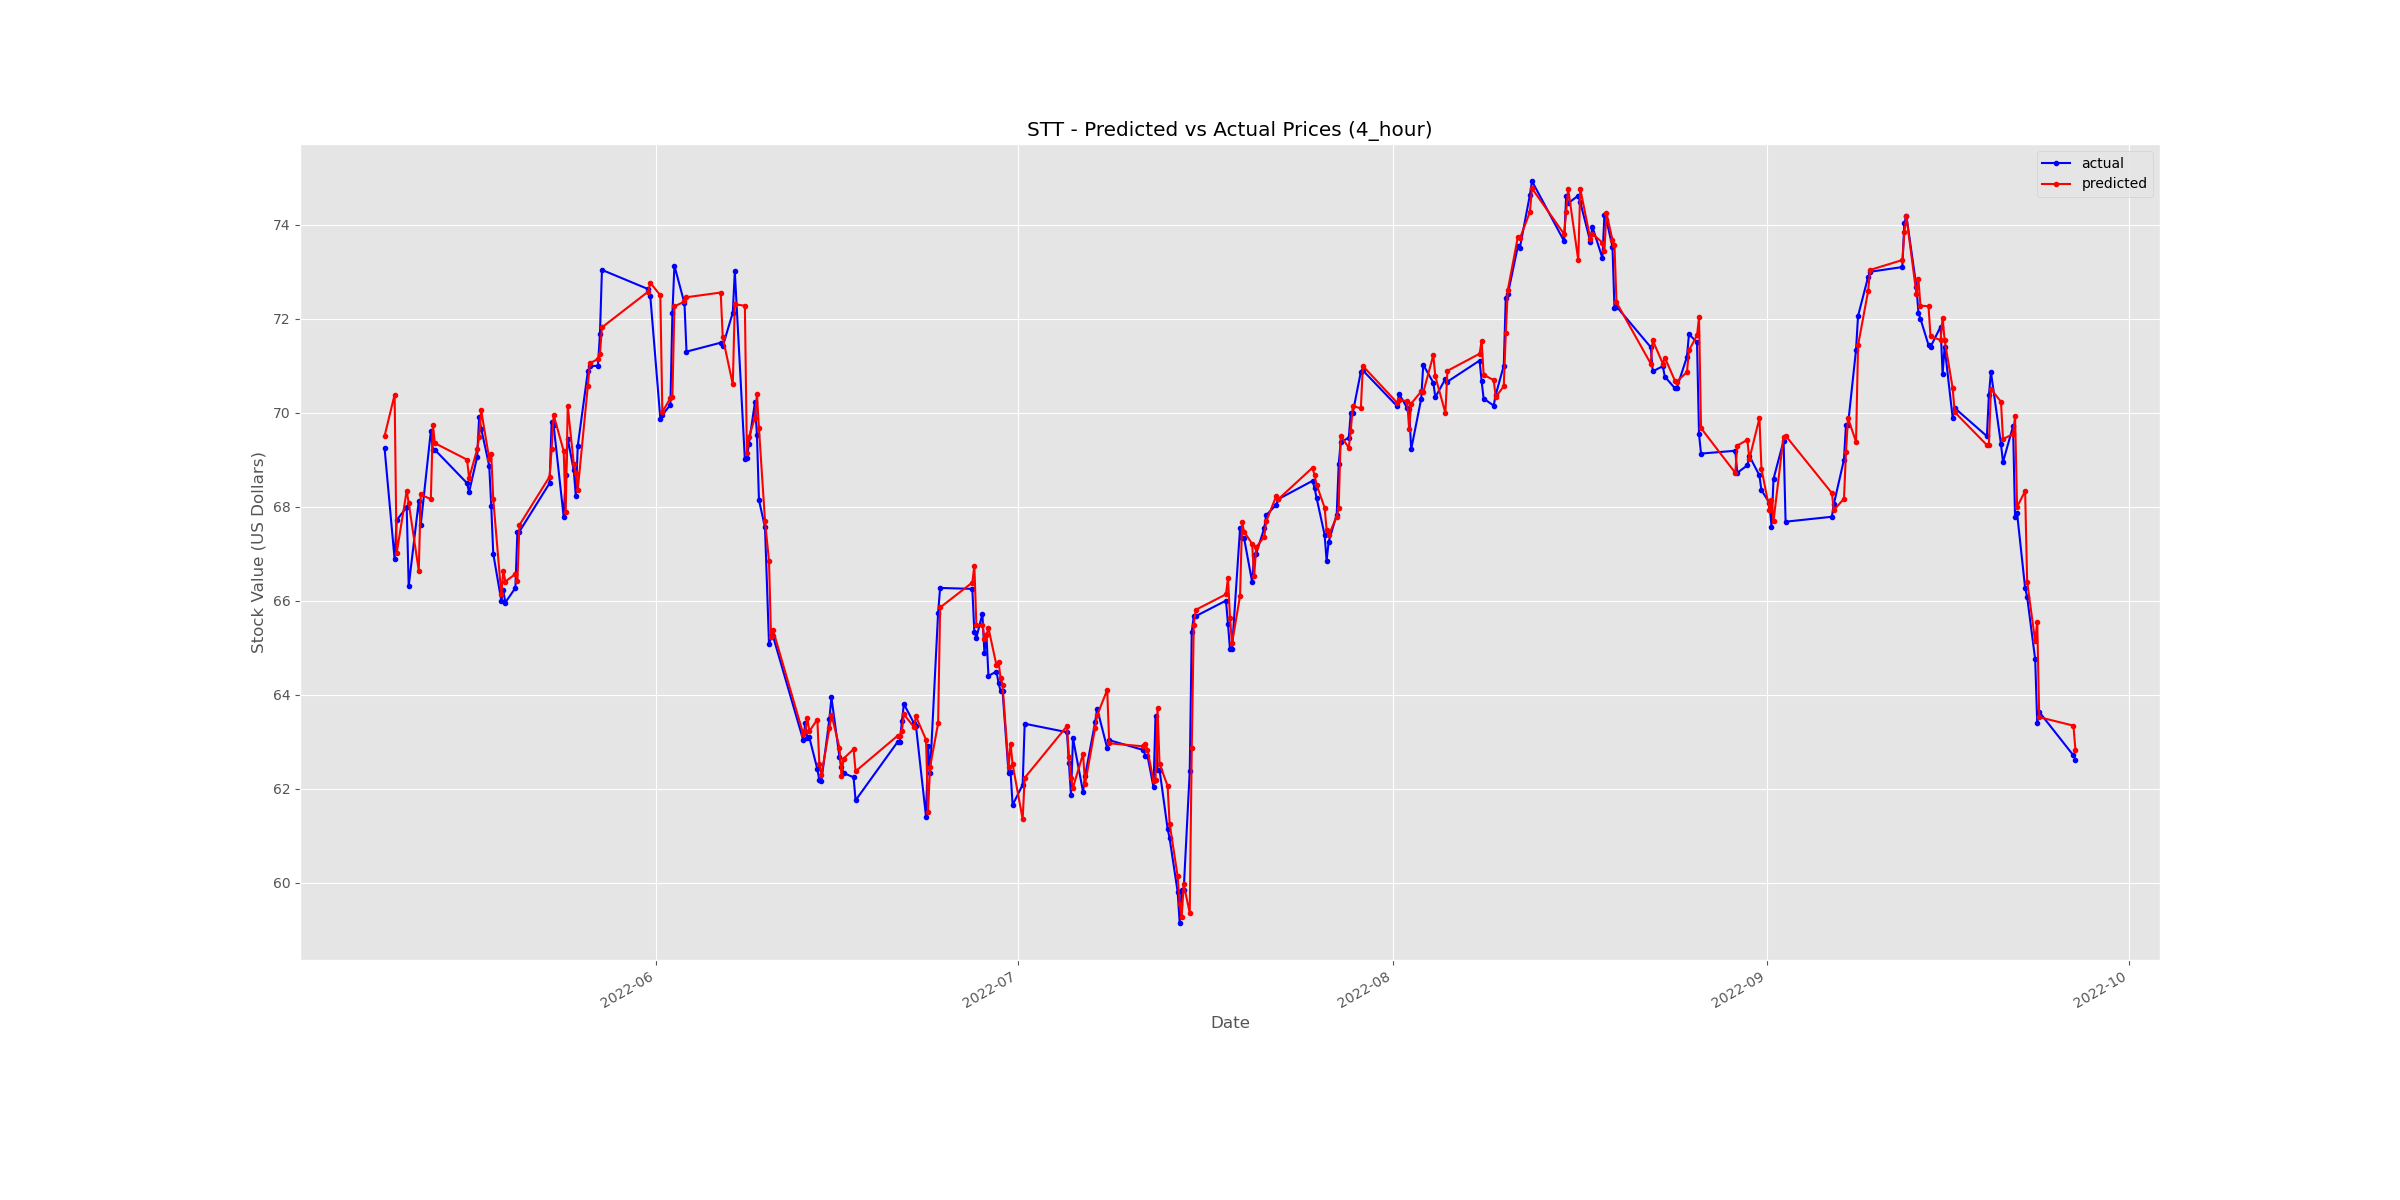 STT - Predicted vs Actual Prices (4_hour)
actual
predicted
Stock Value (US Dollars)
74
72
70
68
66
64
62
60
2022-06
2022-07
2022-08
2022-09
2022-10
Date